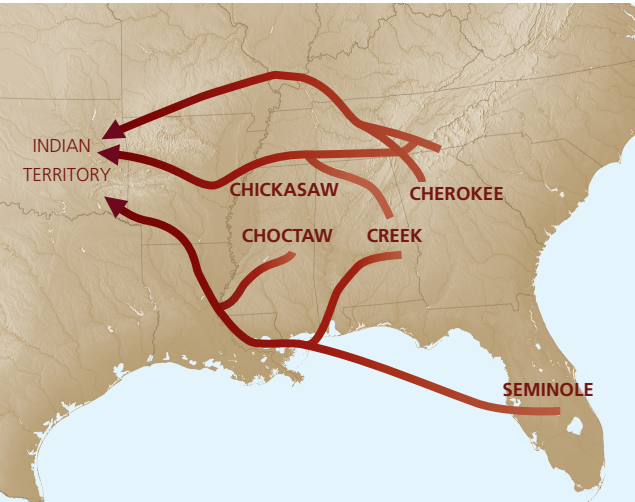 INDIAN
TERRITORY
CHICKASAW
CHEROKEE
CHOCTAW
CREEK
SEMINOLE